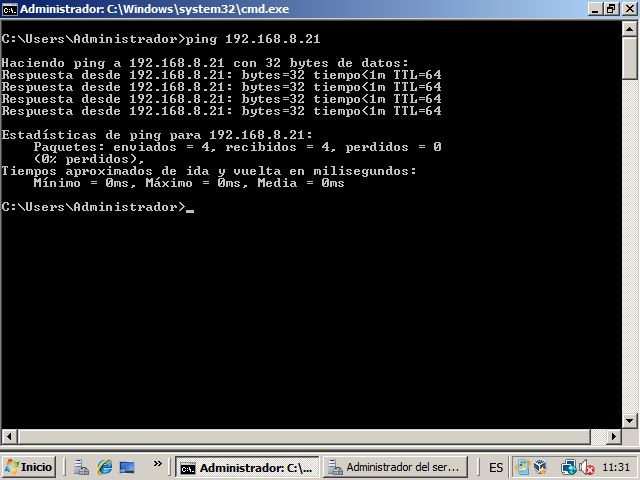 Administrador: C:\Windows\system32\cmd.exe
C:\Users\Administrador>ping 192.168.8.21
Haciendo ping a 192.168.8.21 con 32 bytes de datos:
Respuesta desde 192.168.8.21: bytes=32 tiempo<1m TTL=64
Respuesta desde 192.168.8.21: bytes=32 tiempo<1m TTL=64
Respuesta desde 192.168.8.21: bytes=32 tiempo<1m TTL=64
Respuesta desde 192.168.8.21: bytes=32 tiempo<1m TTL=64
Estadísticas de ping para 192.168.8.21:
    Paquetes: enviados = 4, recibidos = 4, perdidos = 0
    (0% perdidos),
Tiempos aproximados de ida y vuelta en milisegundos:
    Mínimo = 0ms, Máximo = 0ms, Media = 0ms
C:\Users\Administrador>_
Inicio » Administrador: C:\... Administrador del ser... ES 11:31